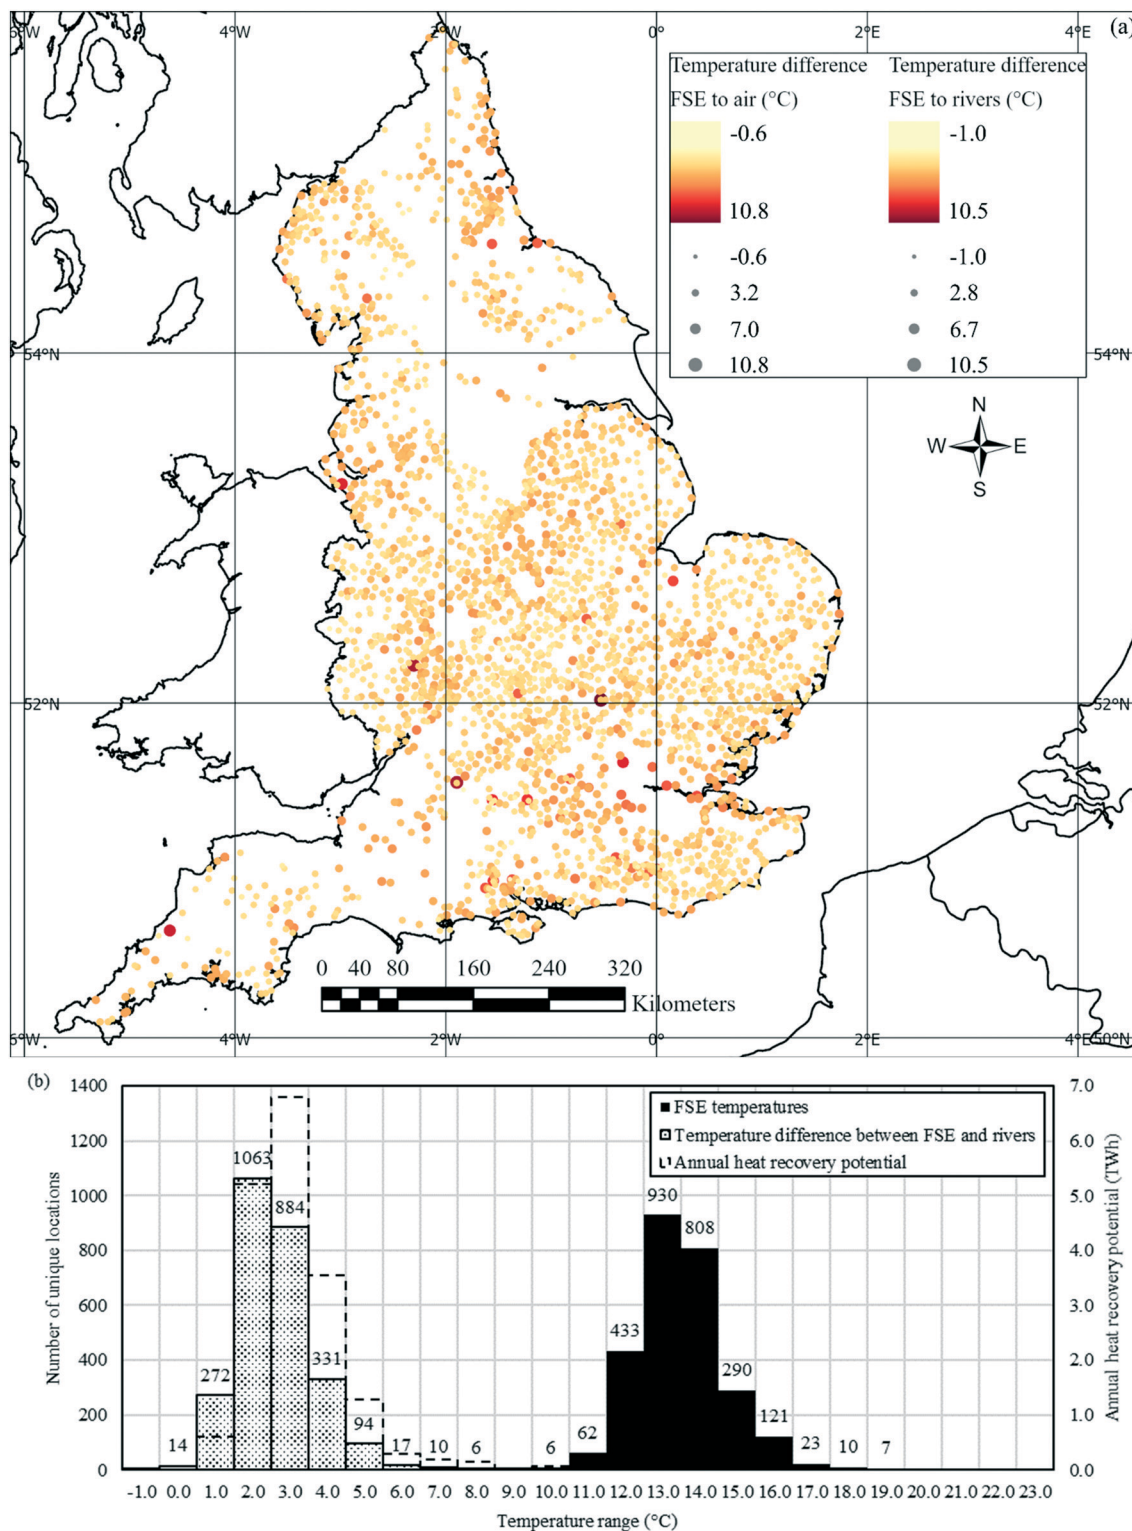 6°W 4°W 2°W 0° 2°E 4°E (a)
Temperature difference Temperature difference
FSE to air (°C) FSE to rivers (°C)
-0.6 -1.0
10.8 10.5
-0.6 -1.0
3.2 2.8
7.0 6.7
10.8 10.5
54°N 54°N
N
W E
S
52°N 52°N
0 40 80 160 240 320
Kilometers
6°W 4°W 2°W 0° 2°E 4°E 50°N
(b)
1400 7.0
FSE temperatures
Temperature difference between FSE and rivers
Annual heat recovery potential
1200 6.0
1063 930
1000 5.0
884 808
800 4.0
600 3.0
433
400 2.0
331 290
272
200 1.0
94 62 121
14 17 10 6 6 23 10 7
0 0.0
Number of unique locations
Annual heat recovery potential (TWh)
-1.0 0.0 1.0 2.0 3.0 4.0 5.0 6.0 7.0 8.0 9.0 10.0 11.0 12.0 13.0 14.0 15.0 16.0 17.0 18.0 19.0 20.0 21.0 22.0 23.0
Temperature range (°C)